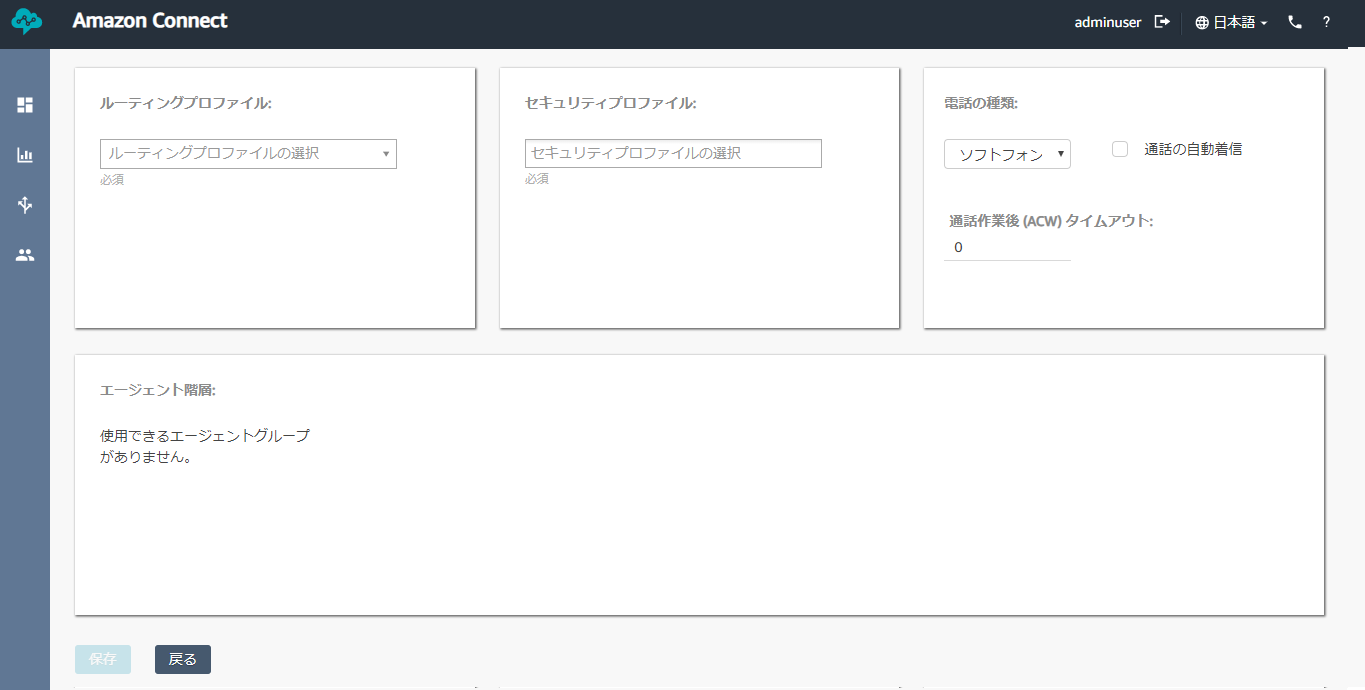 Amazon Connect
adminuser
日本語
?
ルーティングプロファイル:
ルーティングプロファイルの選択
必須
セキュリティプロファイル:
セキュリティプロファイルの選択
必須
電話の種類:
ソフトフォン
通話の自動着信
通話作業後 (ACW) タイムアウト:
0
エージェント階層:
使用できるエージェントグループ
がありません。
保存
戻る